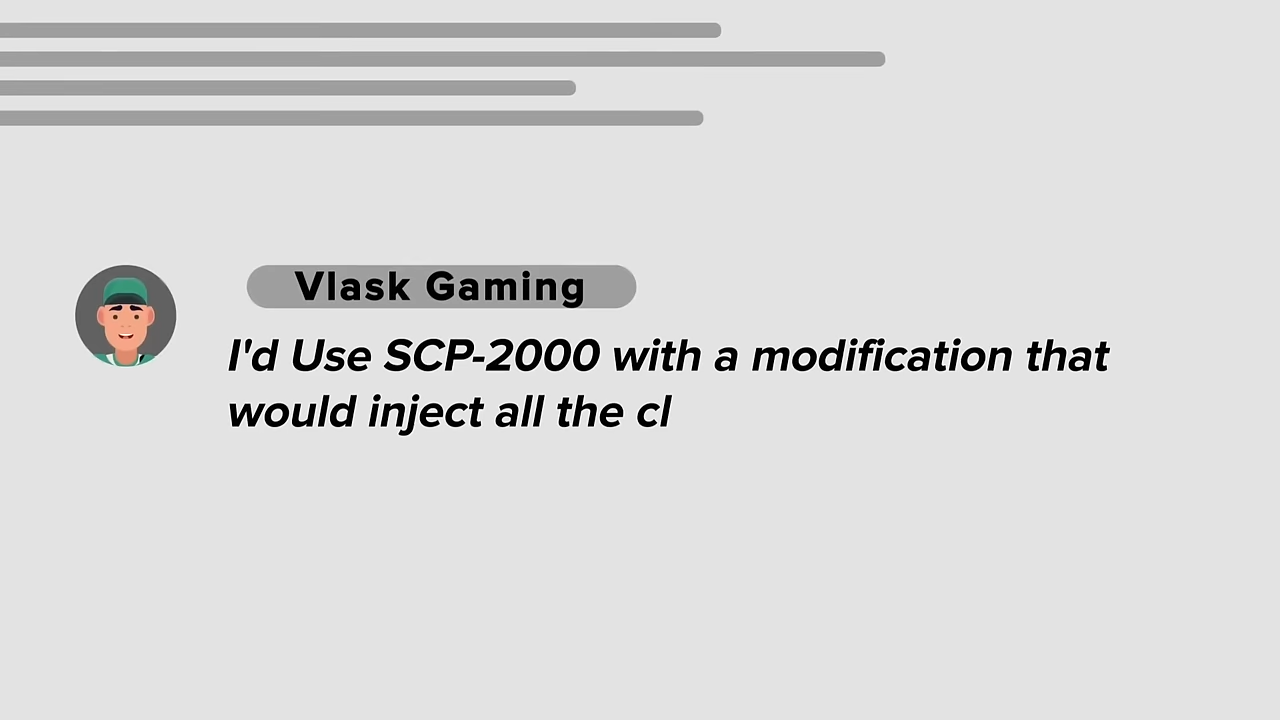 Vlask Gaming
I'd Use SCP-2000 with a modification that
would inject all the cl